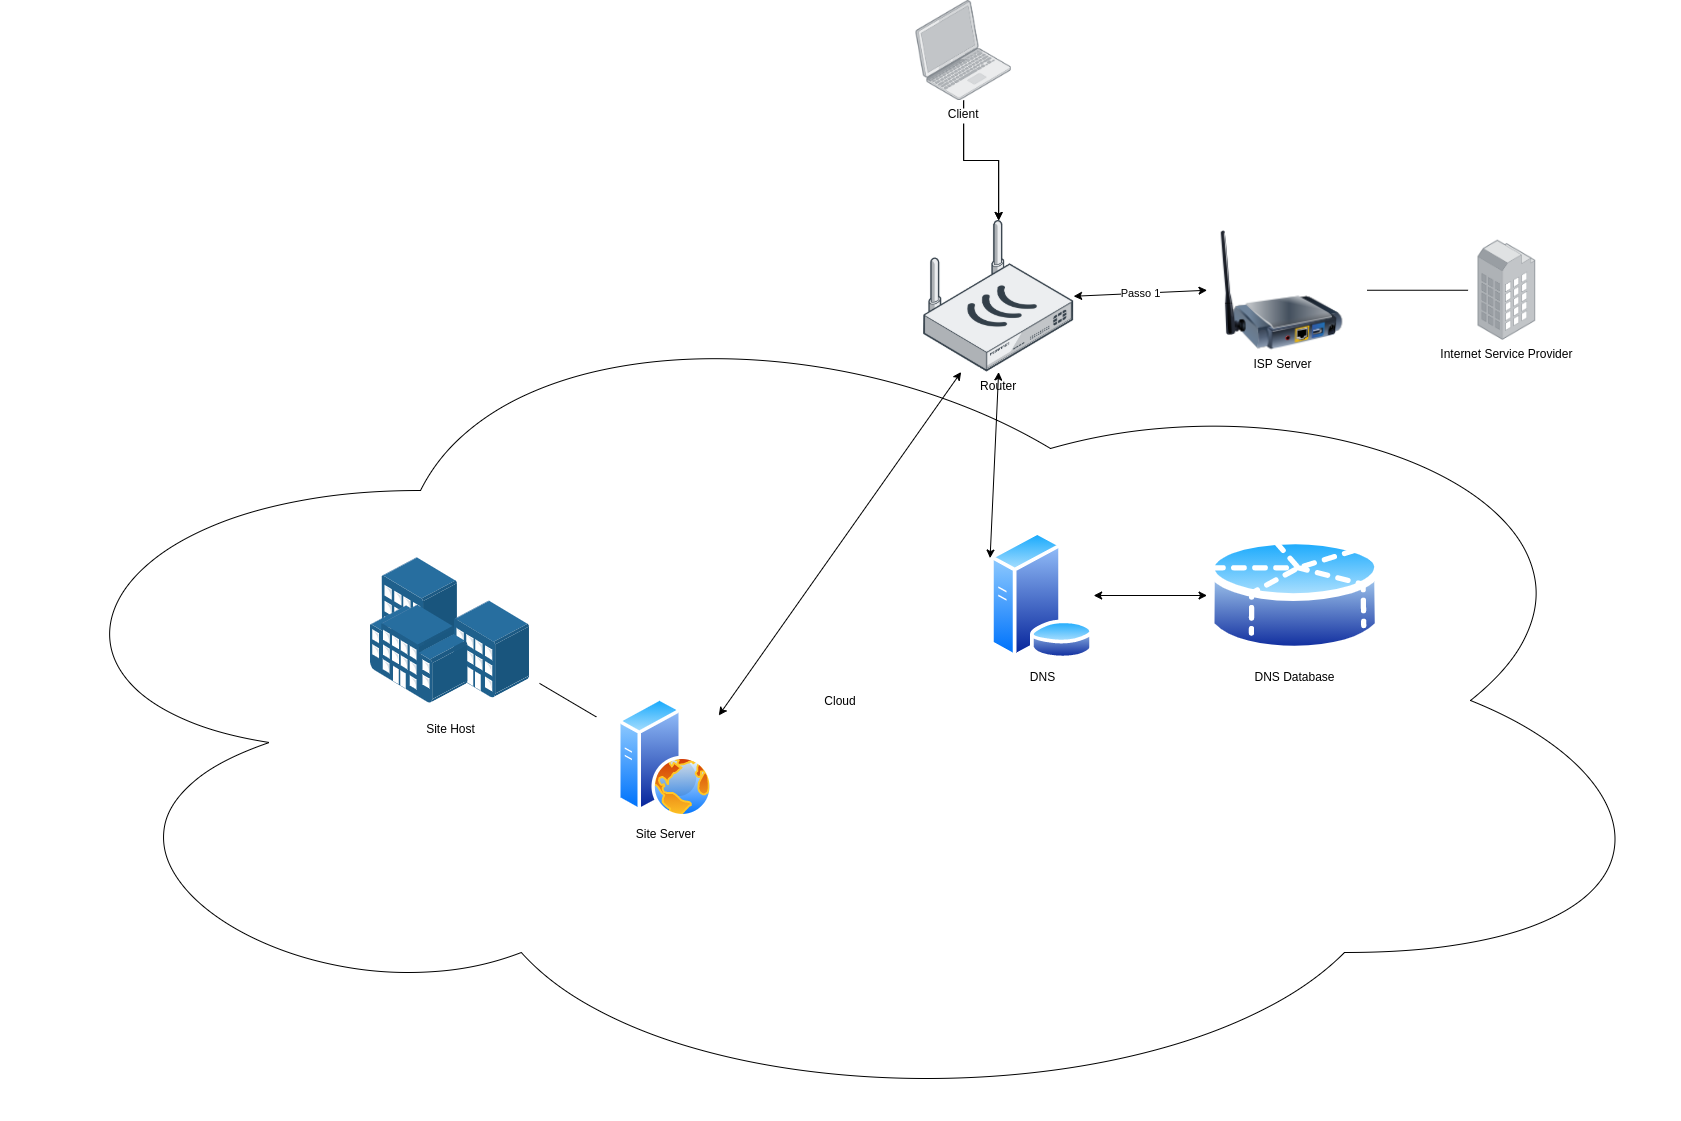 Client
Passo 1
Router
ISP Server
Internet Service Provider
DNS
DNS Database
Cloud
Site Host
Site Server